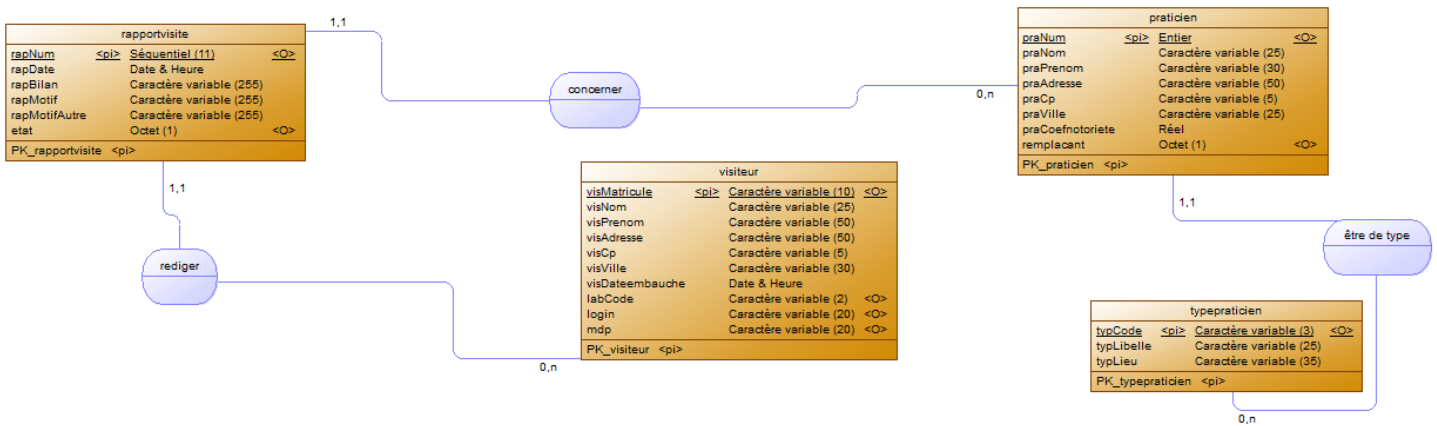 rapportvisite
rapNum <pi> Séquentiel (11) <O>
rapDate Date & Heure
rapBilan Caractère variable (255)
rapMotif Caractère variable (255)
rapMotifAutre Caractère variable (255)
etat Octet (1) <O>
PK_rapportvisite <pi>
1,1
concerner
0,n
praticien
praNum <pi> Entier <O>
praNom Caractère variable (25)
praPrenom Caractère variable (30)
praAdresse Caractère variable (50)
praCp Caractère variable (5)
praVille Caractère variable (25)
praCoefnotoriete Réel
remplacant Octet (1) <O>
PK_praticien <pi>
1,1
rediger
0,n
visiteur
visMatricule <pi> Caractère variable (10) <O>
visNom Caractère variable (25)
visPrenom Caractère variable (50)
visAdresse Caractère variable (50)
visCp Caractère variable (5)
visVille Caractère variable (30)
visDateembauche Date & Heure
labCode Caractère variable (2) <O>
login Caractère variable (20) <O>
mdp Caractère variable (20) <O>
PK_visiteur <pi>
1,1
être de type
typepraticien
typCode <pi> Caractère variable (3) <O>
typLibelle Caractère variable (25)
typLieu Caractère variable (35)
PK_typepraticien <pi>
0,n